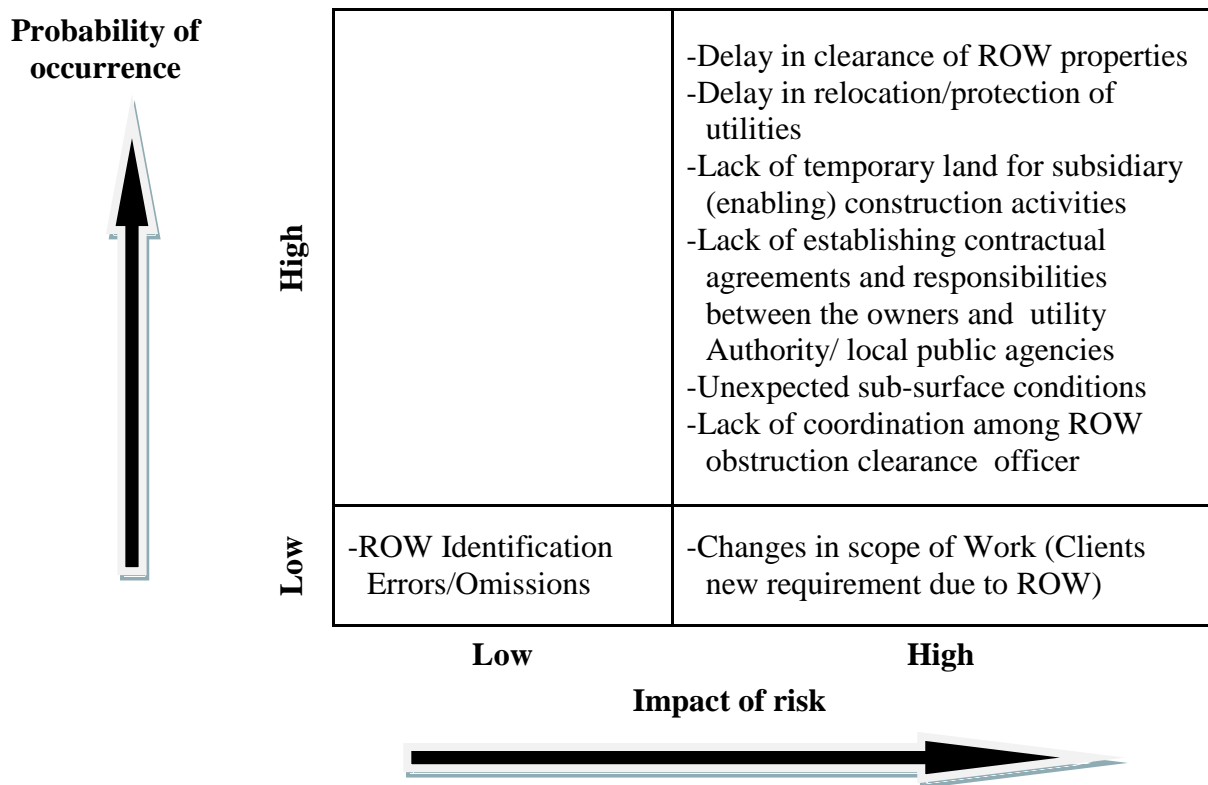 Probability of
occurrence
High
-Delay in clearance of ROW properties
-Delay in relocation/protection of
utilities
-Lack of temporary land for subsidiary
(enabling) construction activities
-Lack of establishing contractual
agreements and responsibilities
between the owners and utility
Authority/ local public agencies
-Unexpected sub-surface conditions
-Lack of coordination among ROW
obstruction clearance officer
Low
-ROW Identification
Errors/Omissions
-Changes in scope of Work (Clients
new requirement due to ROW)
Low
High
Impact of risk